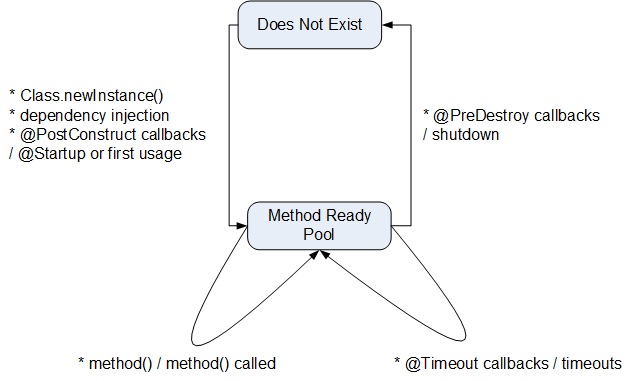 Does Not Exist
* Class.newInstance()
* dependency injection
* @PostConstruct callbacks
/ @Startup or first usage
* @PreDestroy callbacks
/ shutdown
Method Ready
Pool
* method() / method() called
* @Timeout callbacks / timeouts